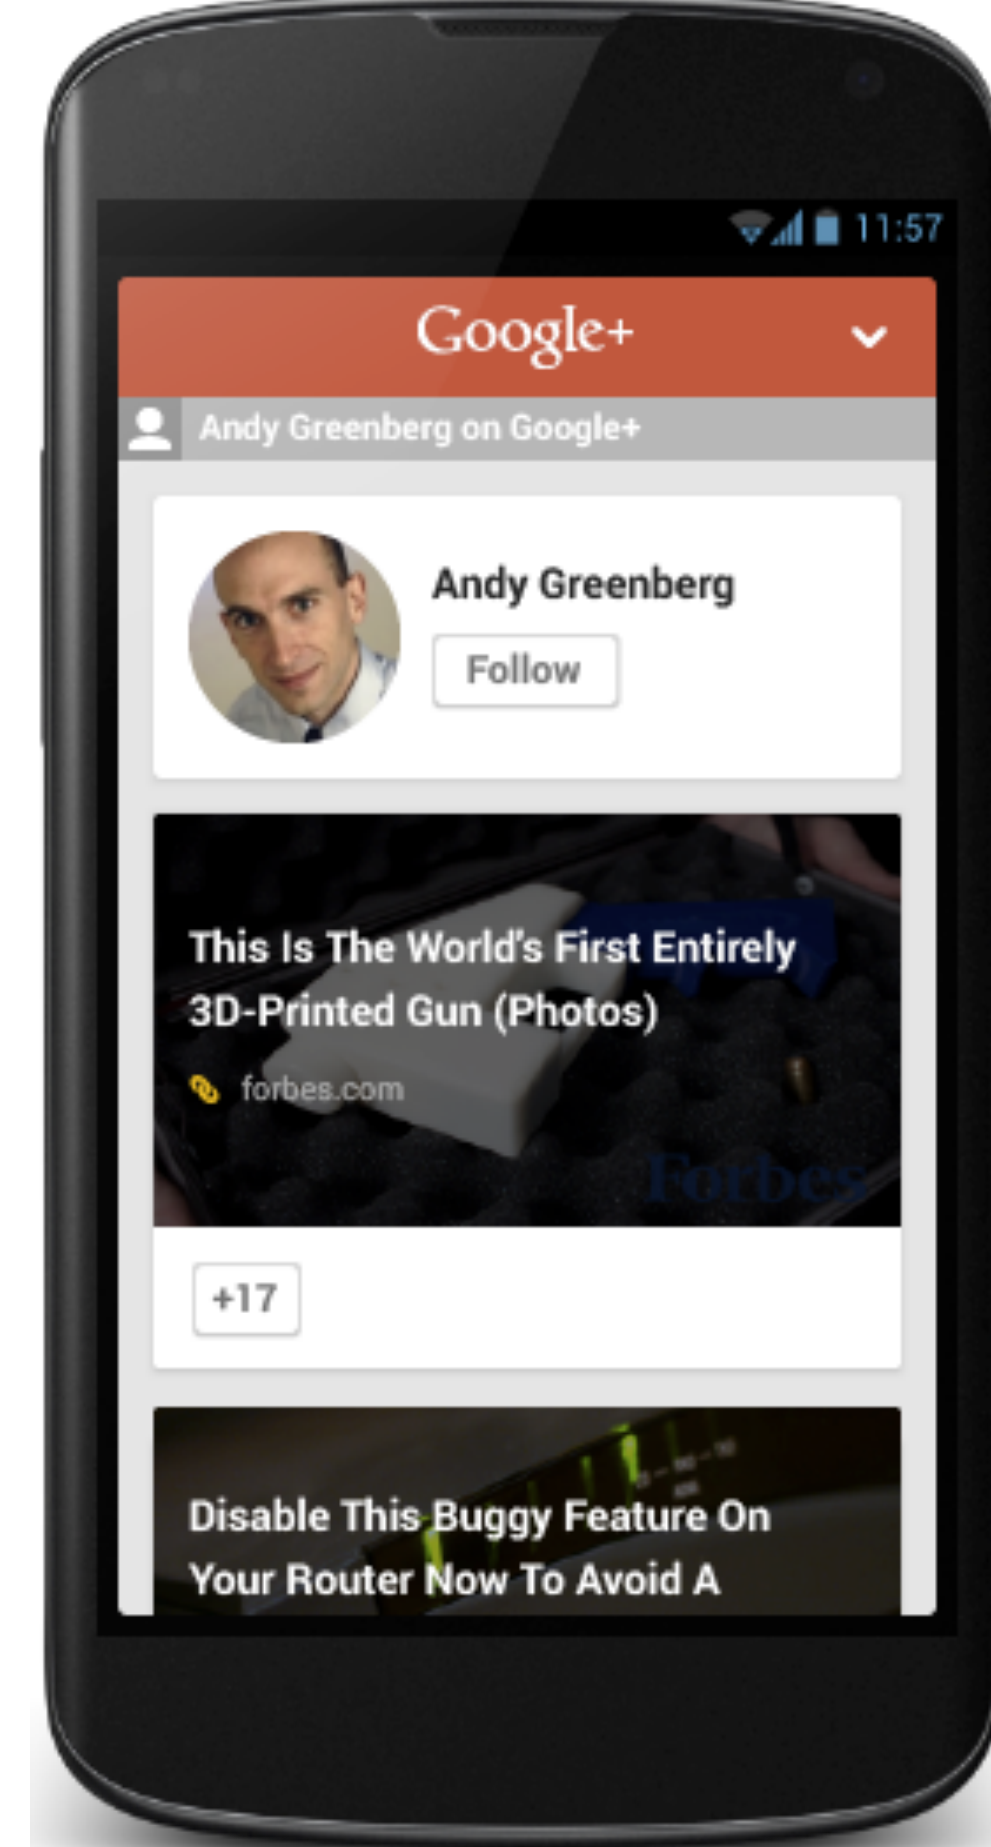 11:57
Google+
Andy Greenberg on Google+
Andy Greenberg
Follow
This Is The World's First Entirely
3D-Printed Gun (Photos)
forbes.com
Forbes
+17
Disable This Buggy Feature On
Your Router Now To Avoid A